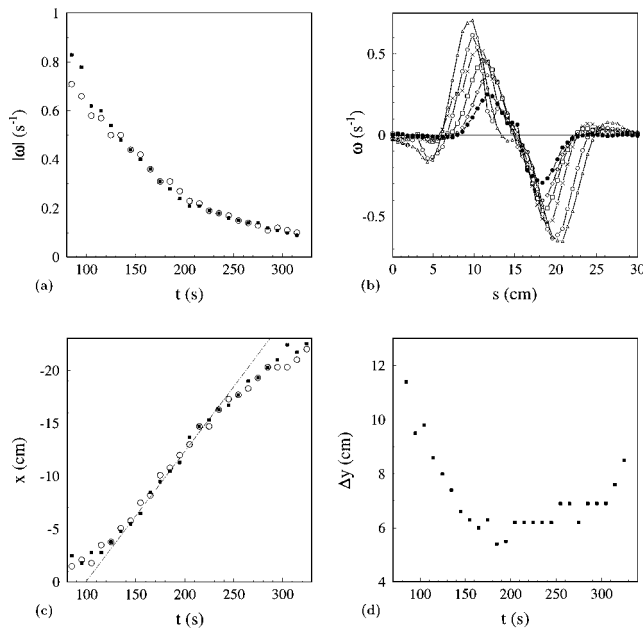 1
0.8
0.6
0.4
0.2
0
|ω| (s⁻¹)
100 150 200 250 300
t (s)
(a)
0.5
0
-0.5
ω (s⁻¹)
0 5 10 15 20 25 30
s (cm)
(b)
-20
-15
-10
-5
0
x (cm)
100 150 200 250 300
t (s)
(c)
12
10
8
6
4
Δy (cm)
100 150 200 250 300
t (s)
(d)